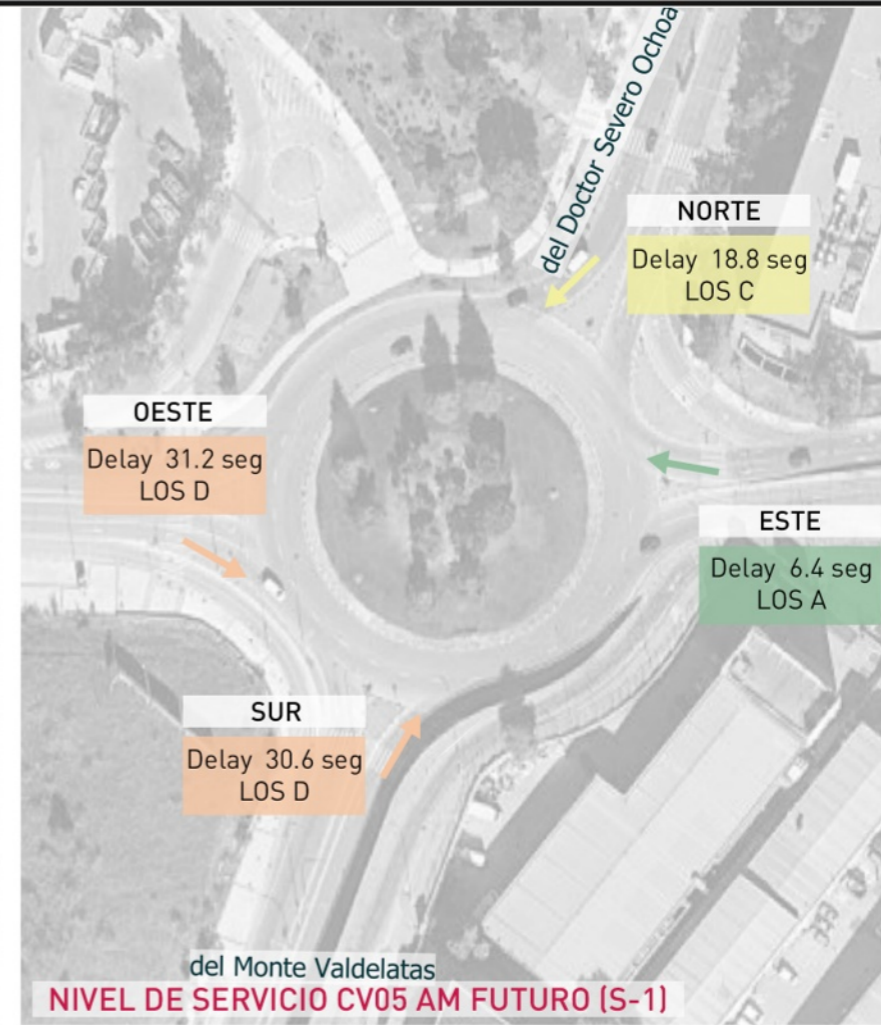 del Doctor Severo Ochoa
NORTE
Delay 18.8 seg
LOS C
OESTE
Delay 31.2 seg
LOS D
ESTE
Delay 6.4 seg
LOS A
SUR
Delay 30.6 seg
LOS D
del Monte Valdelatas
NIVEL DE SERVICIO CV05 AM FUTURO (S-1)